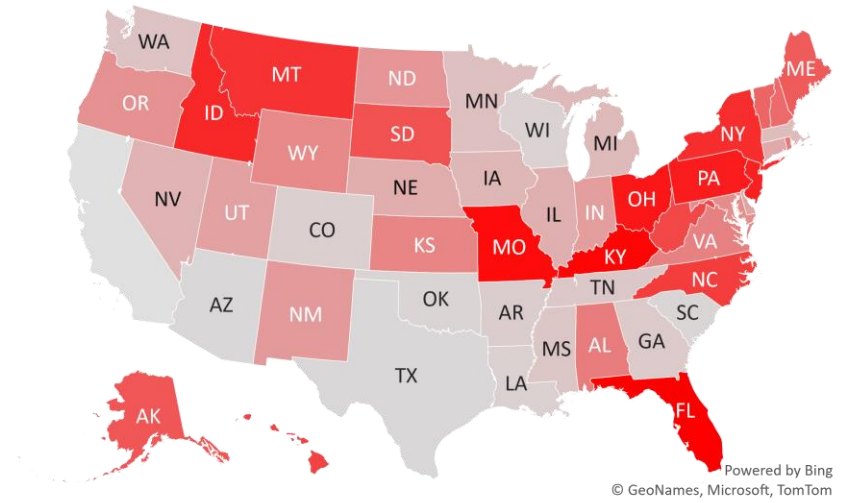 WA
MT
ND
ME
OR
ID
MN
SD
WI
NY
WY
MI
IA
PA
NV
NE
OH
UT
IL
IN
CO
KS
MO
KY
VA
NC
TN
AZ
NM
OK
AR
SC
MS
AL
GA
TX
LA
AK
FL
Powered by Bing
© GeoNames, Microsoft, TomTom